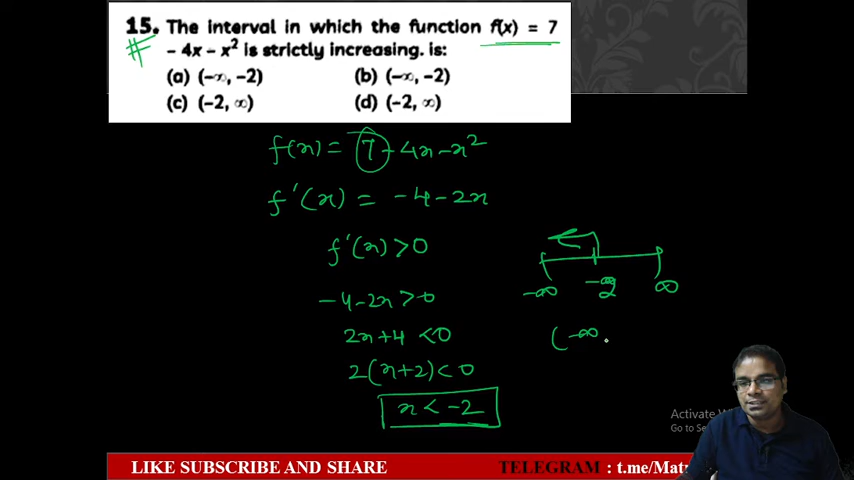 15. The interval in which the function f(x) = 7
- 4x - x² is strictly increasing. is:
(a) (-∞, -2) (b) (-∞, -2)
(c) (-2, ∞) (d) (-2, ∞)
f(x) = 7 - 4x - x²
f'(x) = -4 - 2x
f'(x) > 0
-4 - 2x > 0
2x + 4 < 0
2(x + 2) < 0
x < -2
-∞ -2 ∞
(-∞
Activate
Go to
LIKE SUBSCRIBE AND SHARE TELEGRAM : t.me/Mat